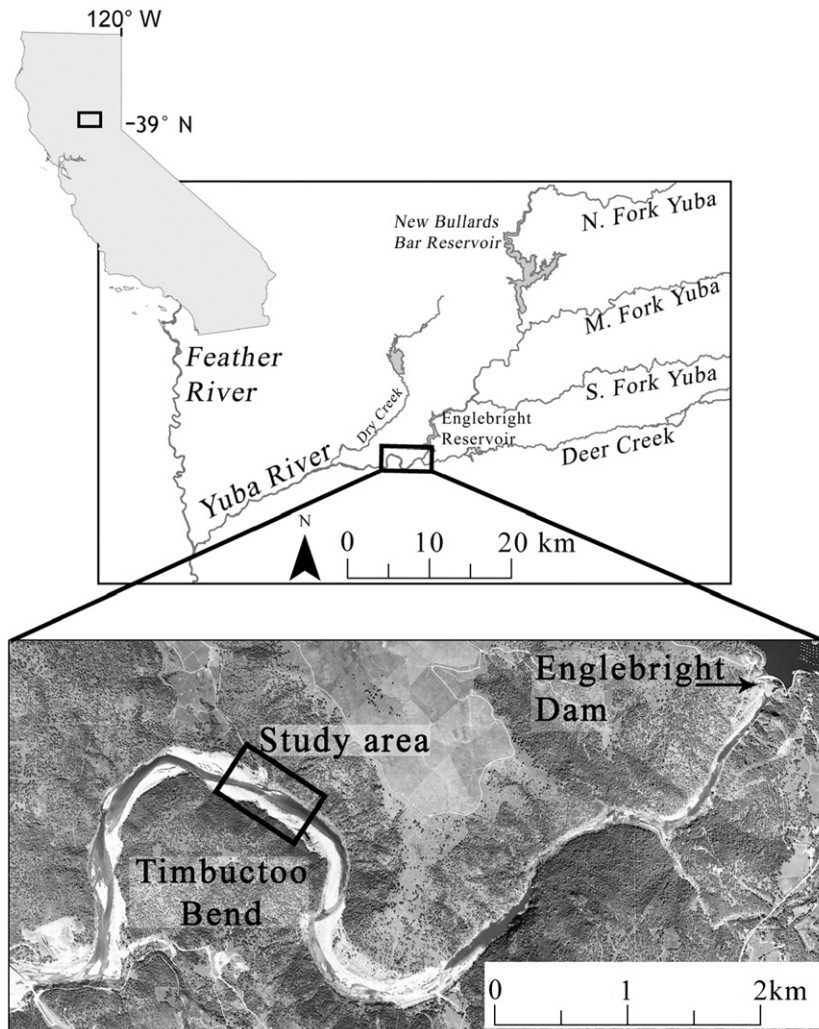 120° W
-39° N
N. Fork Yuba
New Bullards
Bar Reservoir
M. Fork Yuba
Feather
River
S. Fork Yuba
Dry Creek
Englebright
Reservoir
Deer Creek
Yuba River
N
0 10 20 km
Englebright
Dam
Study area
Timbuctoo
Bend
0 1 2km